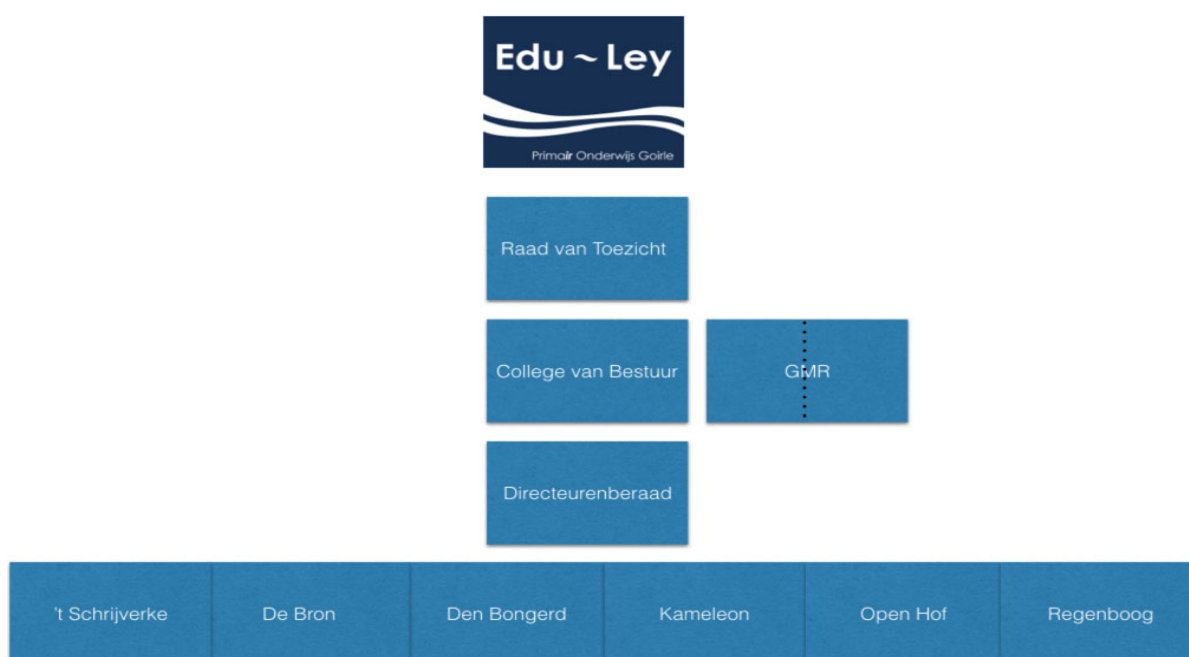 Edu ~ Ley
Primair Onderwijs Goirle
Raad van Toezicht
College van Bestuur
GMR
Directeurenberaad
't Schrijverke
De Bron
Den Bongerd
Kameleon
Open Hof
Regenboog